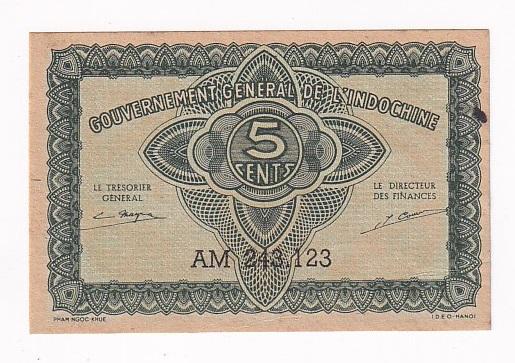 GOUVERNEMENT GENERAL DE L'INDOCHINE
5
CENTS
LE TRESORIER
GENERAL
LE DIRECTEUR
DES FINANCES
AM 243 123
PHAM-NGOC-KHUE
I.D.E.O-HANOI